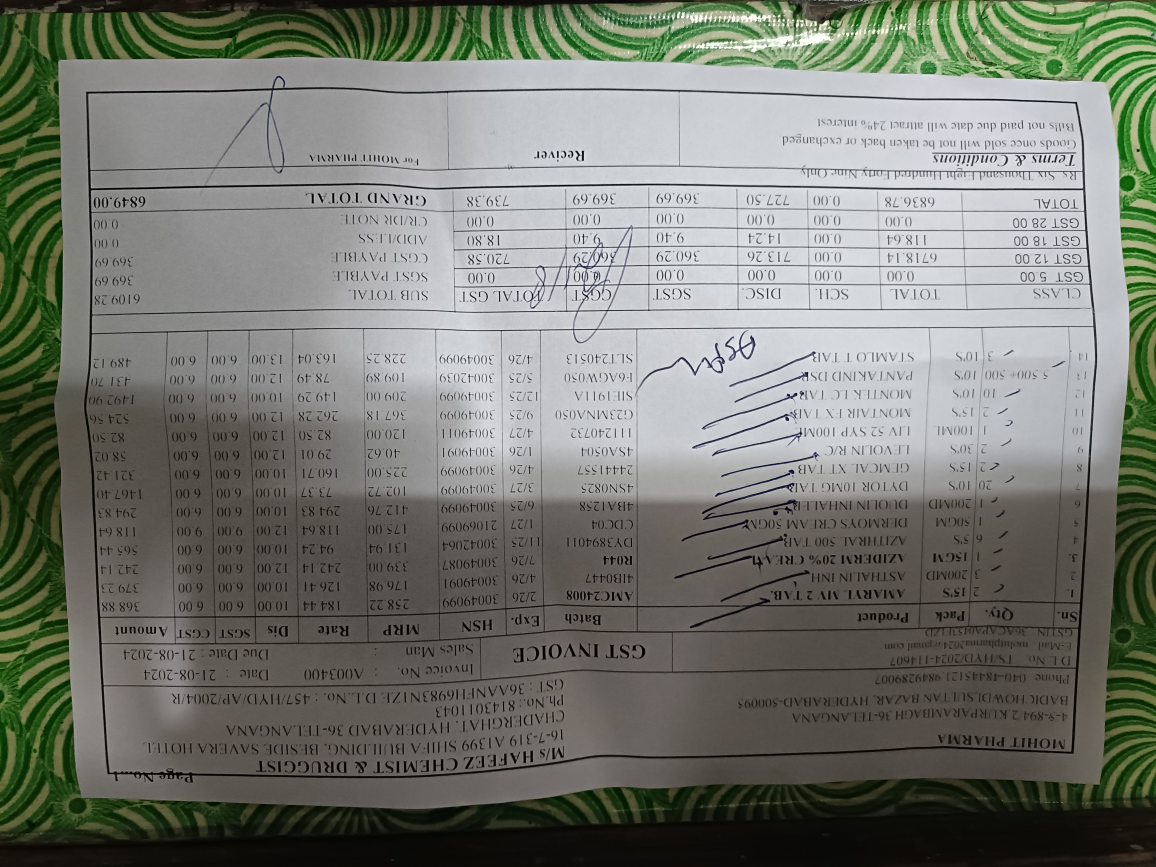 Page No...1
MOHIT PHARMA
4-8-894/2 KURPARAMBAGH 36-TELANGANA
BADICHOWDI,SULTAN BAZAR, HYDERABAD-500095
Phone 040-48445121 9849289007
D.L.No. TS/HYD/2024-114607
E-Mail
GSTIN
M/s HAFEEZ CHEMIST & DRUGGIST
16-7-319 A1399 SHIFA BUILDING, BESIDE SAVERA HOTEL
CHADERGHAT, HYDERABAD 36-TELANGANA
Ph.No.: 8143011043
GST : 36AANFH6983N1ZE D.L.No. : 457/HYD/AP/2004/R
GST INVOICE
Invoice No. : A003400 Date : 21-08-2024
Sales Man : Due Date : 21-08-2024
Sn. Qty. Pack Product Batch Exp. HSN MRP Rate Dis SGST CGST Amount
1. 2 15'S AMARYL MV 2 TAB. AMC24008 2/26 30049099 258.22 184.44 10.00 6.00 6.00 368.88
2. 3 200MD ASTHALIN INH 4IB0447 4/26 30049091 176.98 126.41 10.00 6.00 6.00 379.23
3. 1 15GM AZIDERM 20% CREAM R044 7/26 30049087 339.00 242.14 12.00 6.00 6.00 242.14
4 6 5'S AZITHRAL 500 TAB DY3894011 11/25 30042064 131.94 94.24 10.00 6.00 6.00 565.44
5 1 50GM DERMOYS CREAM 50GM CDC04 1/27 21069099 175.00 118.64 12.00 9.00 9.00 118.64
6 1 200MD DUOLIN INHALLER 4BA1258 6/25 30049099 412.76 294.83 10.00 6.00 6.00 294.83
7 20 10'S DYTOR 10MG TAB 4SN0825 3/27 30049099 102.72 73.37 10.00 6.00 6.00 1467.40
8 2 15'S GEMCAL XT TAB 24441557 4/26 30049099 225.00 160.71 10.00 6.00 6.00 321.42
9 2 30'S LEVOLIN R/C 4SA0504 1/26 30049091 40.62 29.01 12.00 6.00 6.00 58.02
10 1 100ML LIV 52 SYP 100ML 111240732 4/27 30049011 120.00 82.50 12.00 6.00 6.00 82.50
11 2 15'S MONTAIR FX TAB G23MNA050 9/25 30049099 367.18 262.28 12.00 6.00 6.00 524.56
12 10 10'S MONTEK LC TAB SIE1911A 12/25 30049099 209.00 149.29 10.00 6.00 6.00 1492.90
13 5.500+.500 10'S PANTAKIND DSR F6AGW050 5/25 30042039 109.89 78.49 12.00 6.00 6.00 431.70
14 3 10'S STAMLO T TAB SLT240513 4/26 30049099 228.25 163.04 13.00 6.00 6.00 489.12
CLASS TOTAL SCH. DISC. SGST CGST TOTAL GST SUB TOTAL 6109.28
GST 5.00 0.00 0.00 0.00 0.00 0.00 0.00 SGST PAYBLE 369.69
GST 12.00 6718.14 0.00 713.26 360.29 360.29 720.58 CGST PAYBLE 369.69
GST 18.00 118.64 0.00 14.24 9.40 9.40 18.80 ADD/LESS 0.00
GST 28.00 0.00 0.00 0.00 0.00 0.00 0.00 CR/DR NOTE 0.00
TOTAL 6836.78 0.00 727.50 369.69 369.69 739.38 GRAND TOTAL 6849.00
Rs. Six Thousand Eight Hundred Forty Nine Only
Terms & Conditions
Goods once sold will not be taken back or exchanged
Bills not paid due date will attract 24% interest
Reciver
For MOHIT PHARMA